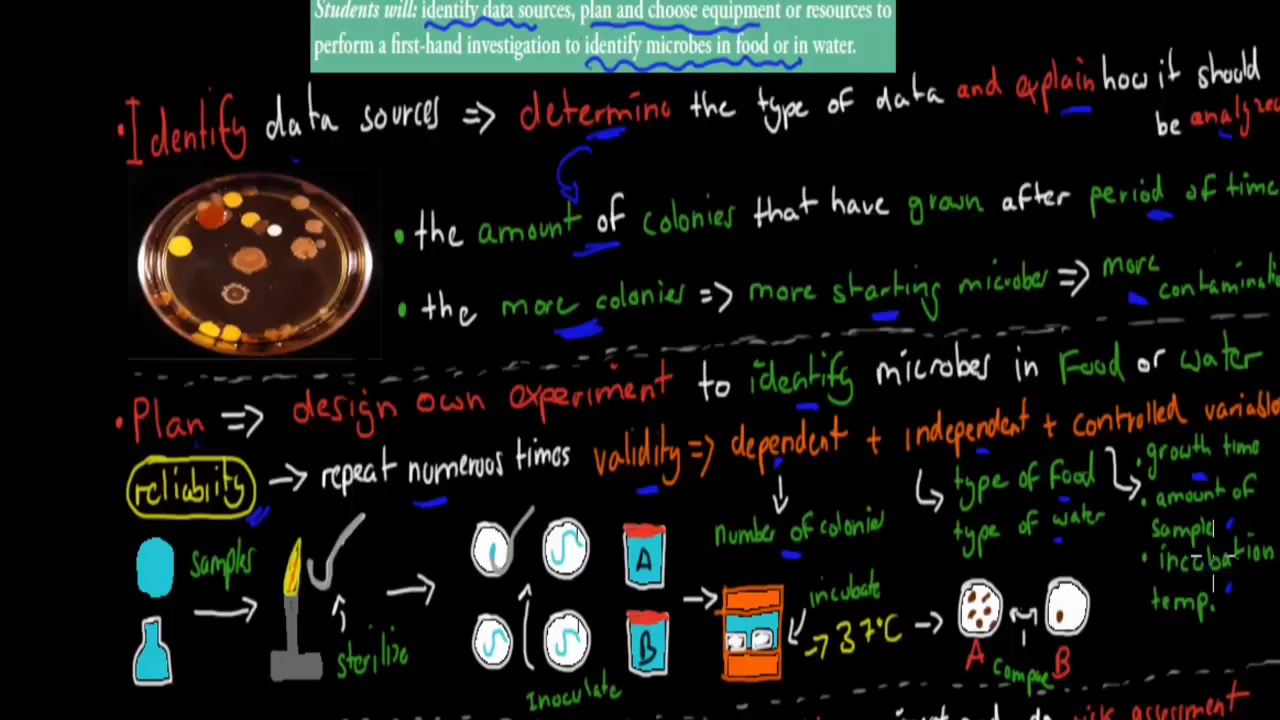 Students will: identify data sources, plan and choose equipment or resources to
perform a first-hand investigation to identify microbes in food or in water.
• Identify data sources => determine the type of data and explain how it should
be analyzed
• the amount of colonies that have grown after period of time
• the more colonies => more starting microbes => more
contaminatio
• Plan => design own experiment to identify microbes in Food or water
reliability → repeat numerous times validity => dependent + independent + controlled variable
number of colonies
type of food
type of water
• growth time
• amount of
sample
• incubation
temp.
samples
sterilise
Inoculate
A
B
incubate
→ 37°C
A compare B
risk assessment